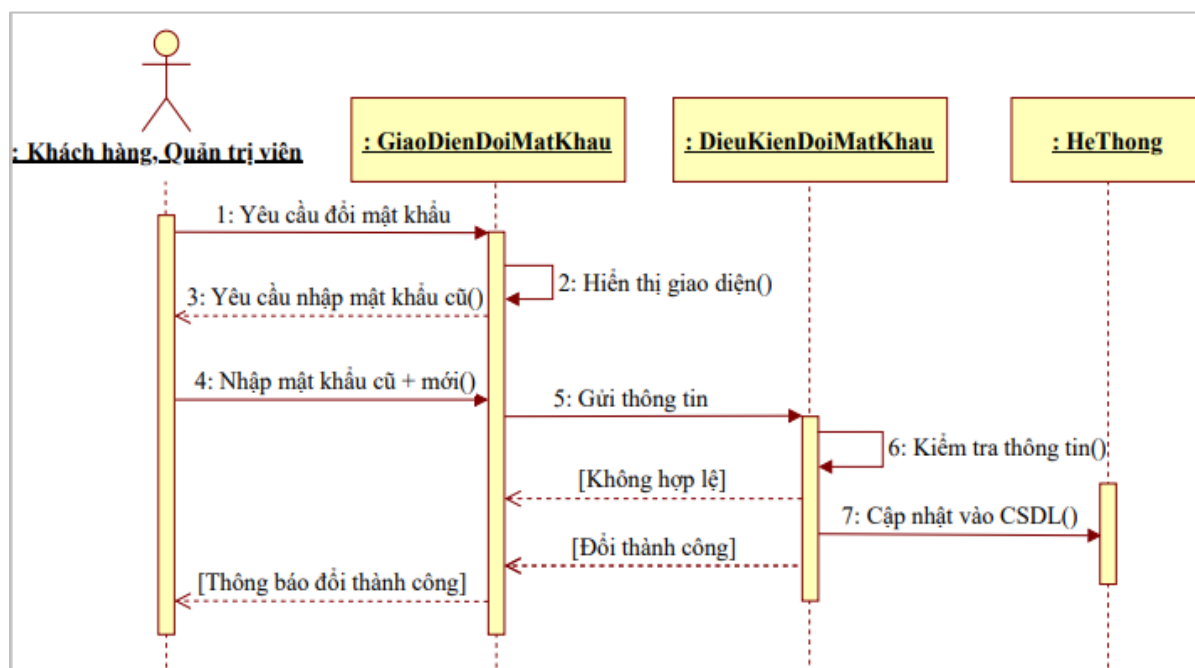 : Khách hàng, Quản trị viên
: GiaoDienDoiMatKhau
: DieuKienDoiMatKhau
: HeThong
1: Yêu cầu đổi mật khẩu
2: Hiển thị giao diện()
3: Yêu cầu nhập mật khẩu cũ()
4: Nhập mật khẩu cũ + mới()
5: Gửi thông tin
6: Kiểm tra thông tin()
[Không hợp lệ]
7: Cập nhật vào CSDL()
[Đổi thành công]
[Thông báo đổi thành công]